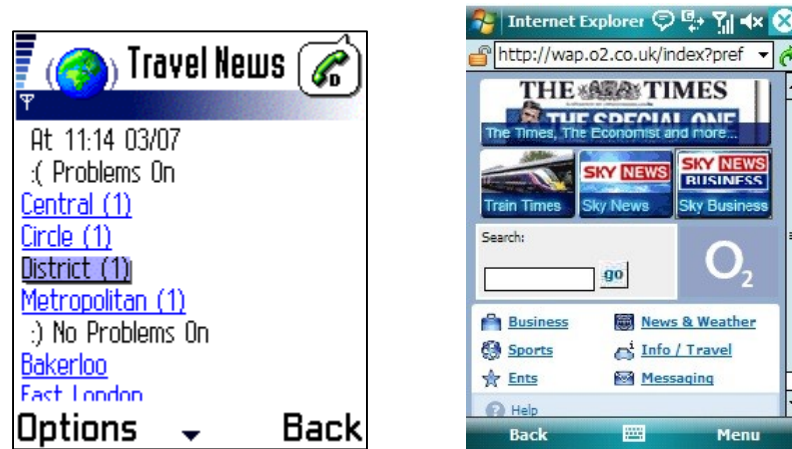 Travel News
D
At 11:14 03/07
:( Problems On
Central (1)
Circle (1)
District (1)
Metropolitan (1)
:) No Problems On
Bakerloo
East London
Options
Back
Internet Explorer
G
http://wap.o2.co.uk/index?pref
THE TIMES
THE SPECIAL ONE
The Times, The Economist and more...
SKY NEWS
SKY NEWS
BUSINESS
Train Times
Sky News
Sky Business
Search:
go
O2
Business
News & Weather
Sports
Info / Travel
Ents
Messaging
Help
Back
Menu